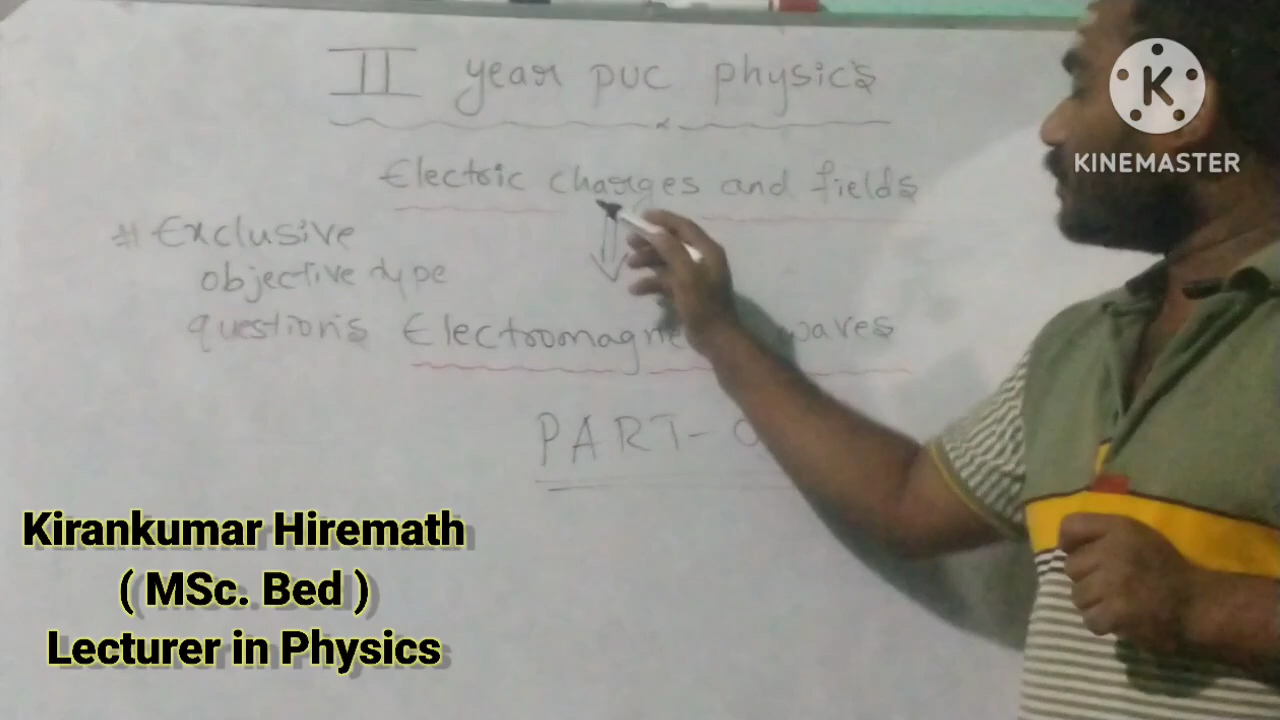 II year puc physics
Electric charges and fields
# Exclusive
objective type
questions
Electromagne waves
PART-
Kirankumar Hiremath
( MSc. Bed )
Lecturer in Physics
K
KINEMASTER